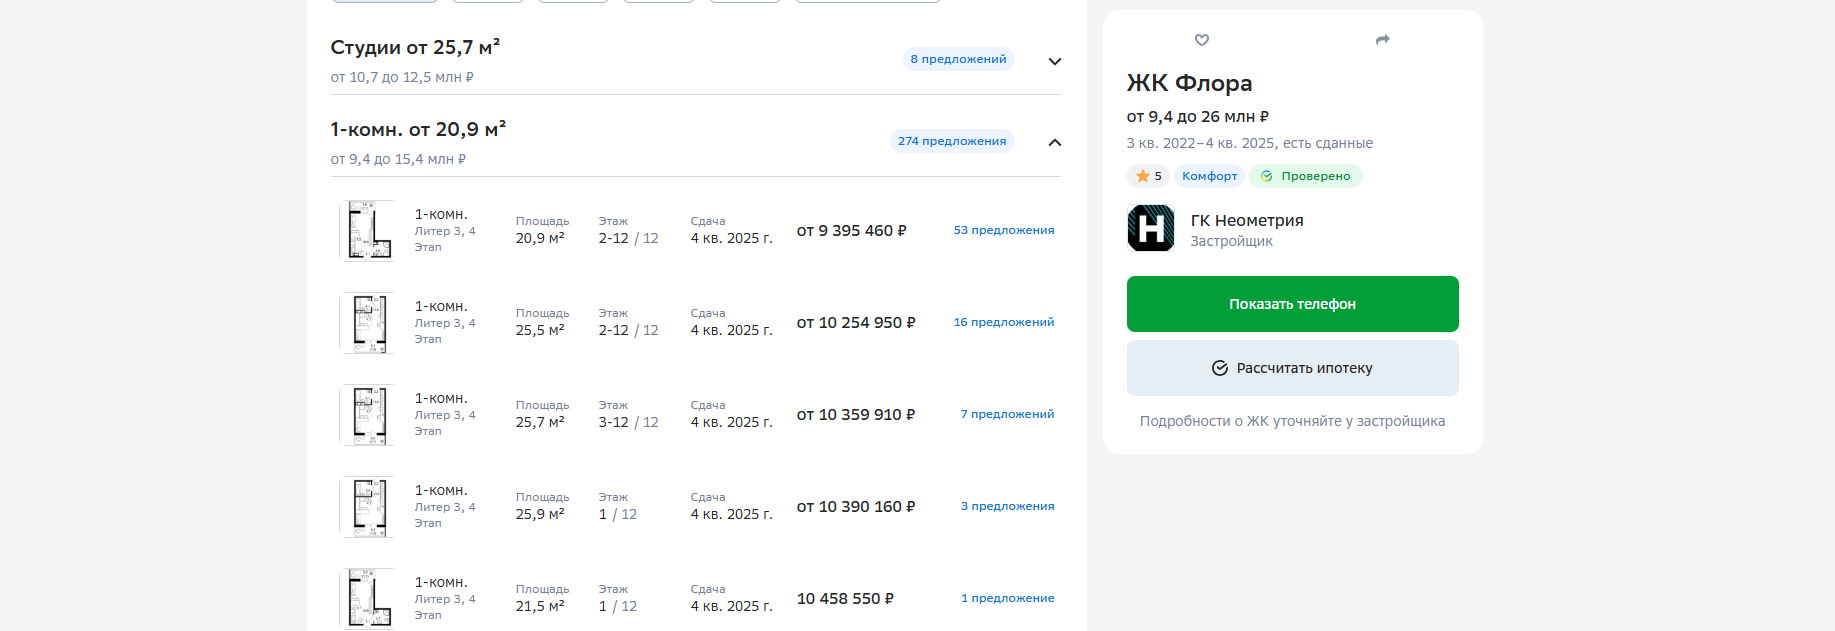 Студии от 25,7 м²
от 10,7 до 12,5 млн ₽
8 предложений
1-комн. от 20,9 м²
от 9,4 до 15,4 млн ₽
274 предложения
1-комн.
Литер 3, 4
Этап
Площадь
20,9 м²
Этаж
2-12 / 12
Сдача
4 кв. 2025 г.
от 9 395 460 ₽
53 предложения
1-комн.
Литер 3, 4
Этап
Площадь
25,5 м²
Этаж
2-12 / 12
Сдача
4 кв. 2025 г.
от 10 254 950 ₽
16 предложений
1-комн.
Литер 3, 4
Этап
Площадь
25,7 м²
Этаж
3-12 / 12
Сдача
4 кв. 2025 г.
от 10 359 910 ₽
7 предложений
1-комн.
Литер 3, 4
Этап
Площадь
25,9 м²
Этаж
1 / 12
Сдача
4 кв. 2025 г.
от 10 390 160 ₽
3 предложения
1-комн.
Литер 3, 4
Этап
Площадь
21,5 м²
Этаж
1 / 12
Сдача
4 кв. 2025 г.
10 458 550 ₽
1 предложение
ЖК Флора
от 9,4 до 26 млн ₽
3 кв. 2022–4 кв. 2025, есть сданные
5
Комфорт
Проверено
H
ГК Неометрия
Застройщик
Показать телефон
Рассчитать ипотеку
Подробности о ЖК уточняйте у застройщика